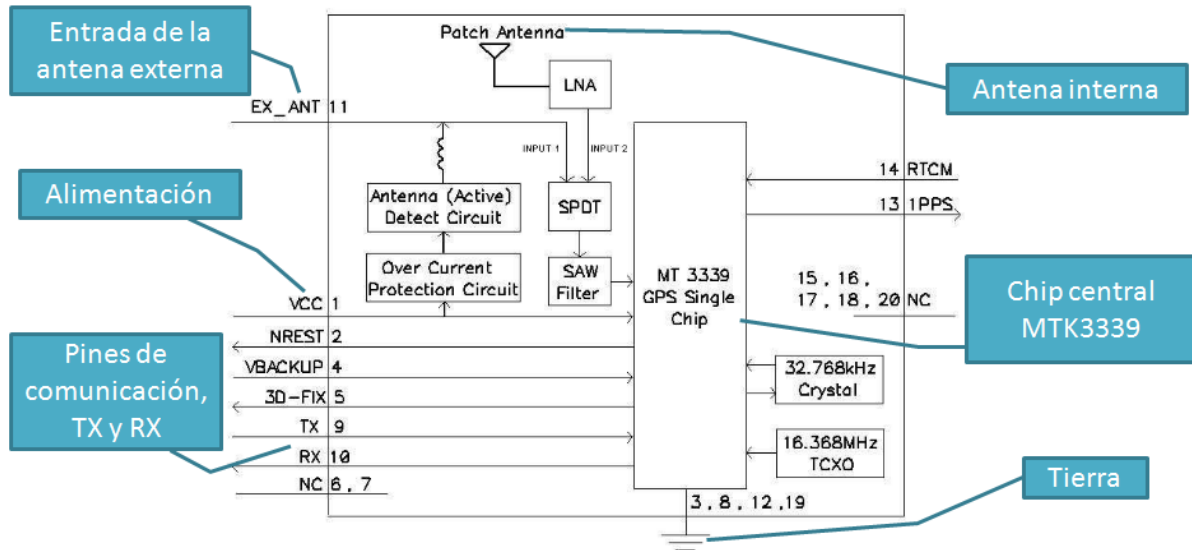 Entrada de la
antena externa
Patch Antenna
LNA
Antena interna
EX_ANT 11
INPUT 1
INPUT 2
14 RTCM
13 1PPS
Alimentación
Antenna (Active)
Detect Circuit
SPDT
Over Current
Protection Circuit
SAW
Filter
MT 3339
GPS Single
Chip
15, 16,
17, 18, 20 NC
Chip central
MTK3339
VCC 1
NREST 2
VBACKUP 4
3D-FIX 5
TX 9
RX 10
NC 6, 7
Pines de
comunicación,
TX y RX
32.768kHz
Crystal
16.368MHz
TCXO
3, 8, 12, 19
Tierra